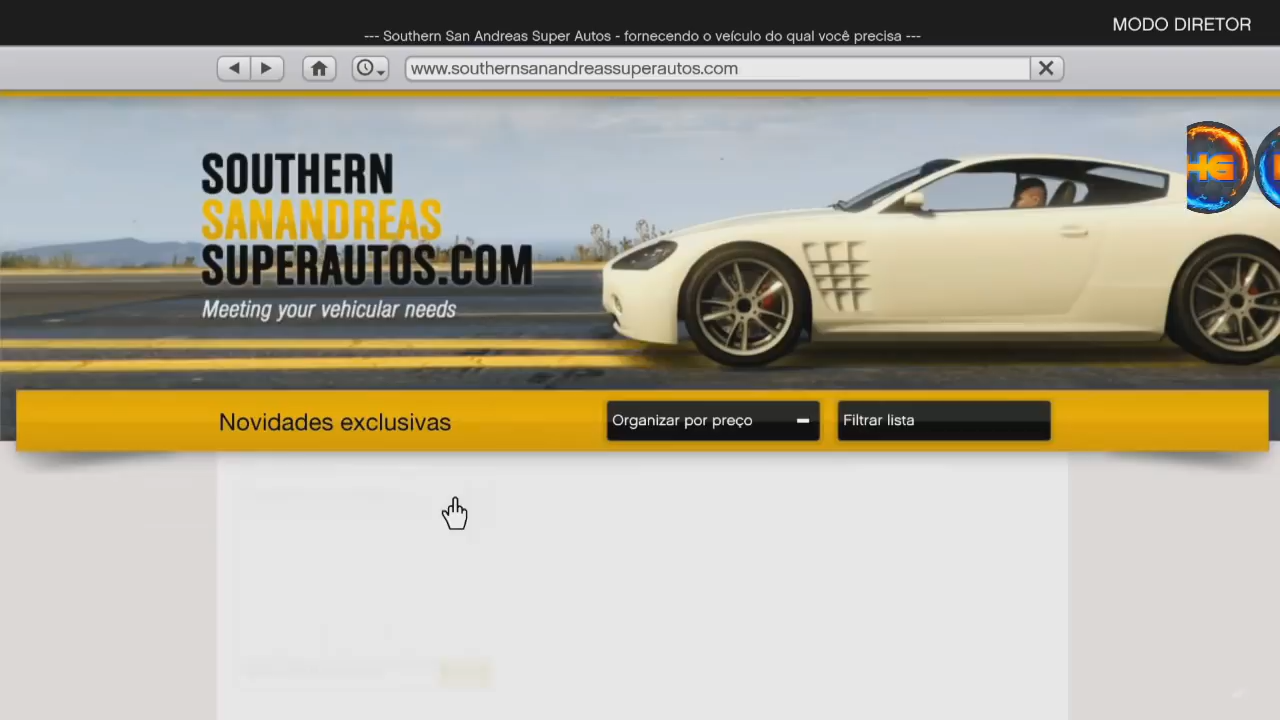 MODO DIRETOR
--- Southern San Andreas Super Autos - fornecendo o veículo do qual você precisa ---
www.southernsanandreassuperautos.com
SOUTHERN
SANANDREAS
SUPERAUTOS.COM
Meeting your vehicular needs
HG
Novidades exclusivas
Organizar por preço
Filtrar lista